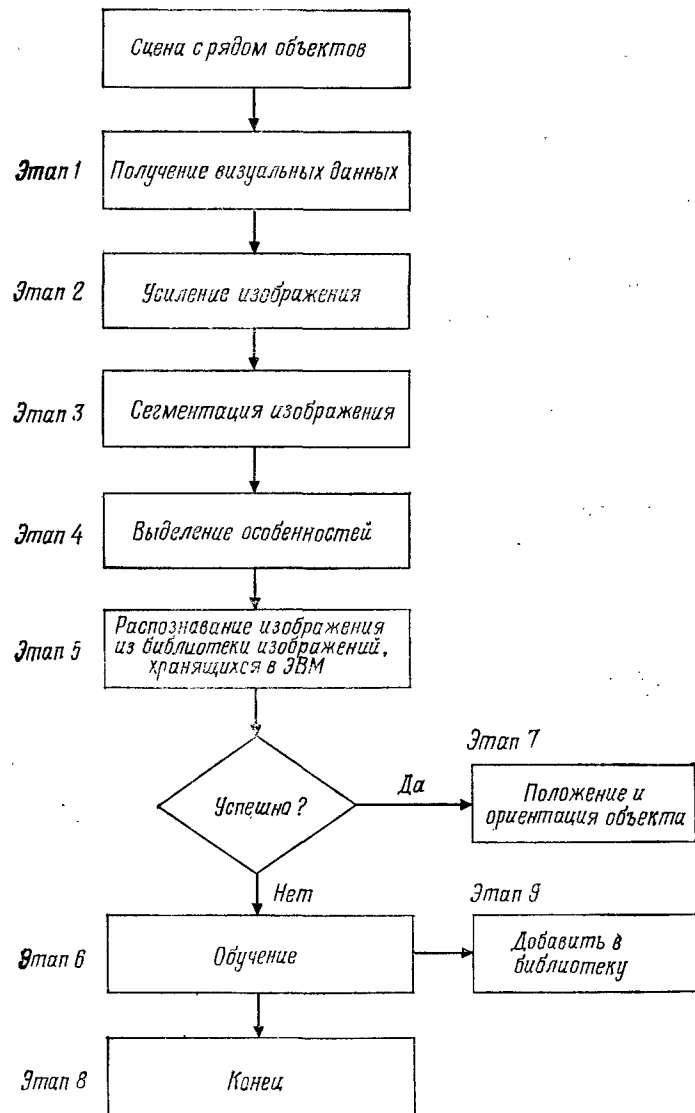 Сцена с рядом объектов
Этап 1
Получение визуальных данных
Этап 2
Усиление изображения
Этап 3
Сегментация изображения
Этап 4
Выделение особенностей
Этап 5
Распознавание изображения
из библиотеки изображений,
хранящихся в ЭВМ
Успешно?
Да
Этап 7
Положение и
ориентация объекта
Нет
Этап 6
Обучение
Этап 9
Добавить в
библиотеку
Этап 8
Конец